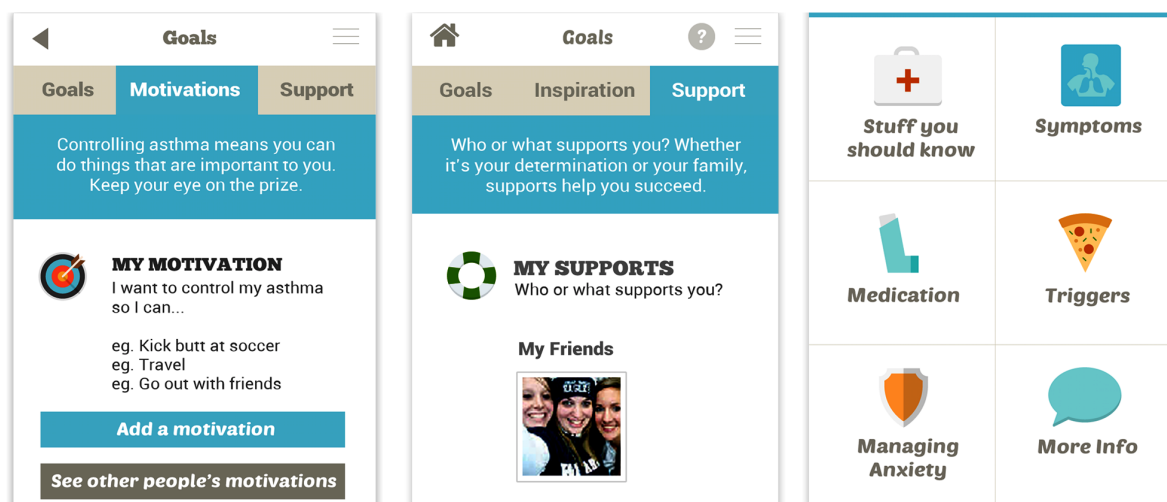 Goals
Goals Motivations Support
Controlling asthma means you can
do things that are important to you.
Keep your eye on the prize.
MY MOTIVATION
I want to control my asthma
so I can...
eg. Kick butt at soccer
eg. Travel
eg. Go out with friends
Add a motivation
See other people's motivations
Goals
?
Goals Inspiration Support
Who or what supports you? Whether
it's your determination or your family,
supports help you succeed.
MY SUPPORTS
Who or what supports you?
My Friends
Stuff you
should know
Symptoms
Medication
Triggers
Managing
Anxiety
More Info